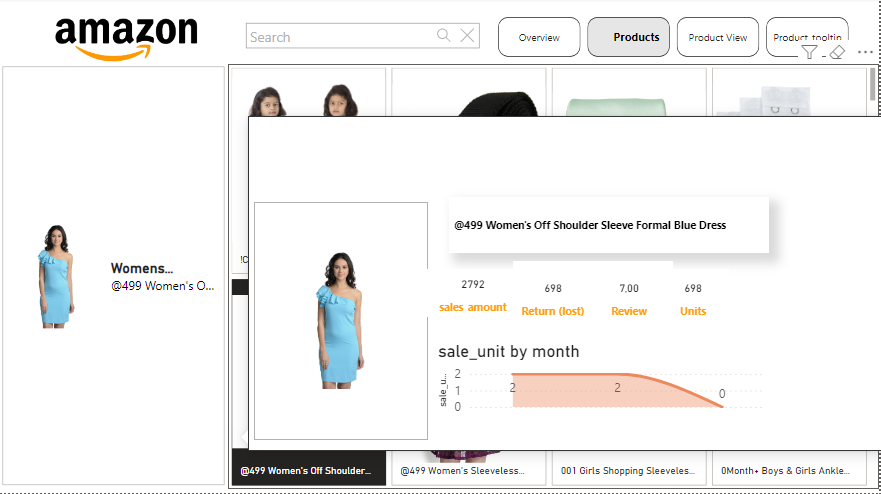 amazon
Search
Overview
Products
Product View
Product tooltip
Womens...
@499 Women's O...
@499 Women's Off Shoulder Sleeve Formal Blue Dress
2792
698
7,00
698
sales amount
Return (lost)
Review
Units
sale_unit by month
sale_u...
2
1
0
2
2
0
@499 Women's Off Shoulder...
@499 Women's Sleeveless...
001 Girls Shopping Sleeveles...
0Month+ Boys & Girls Ankle...